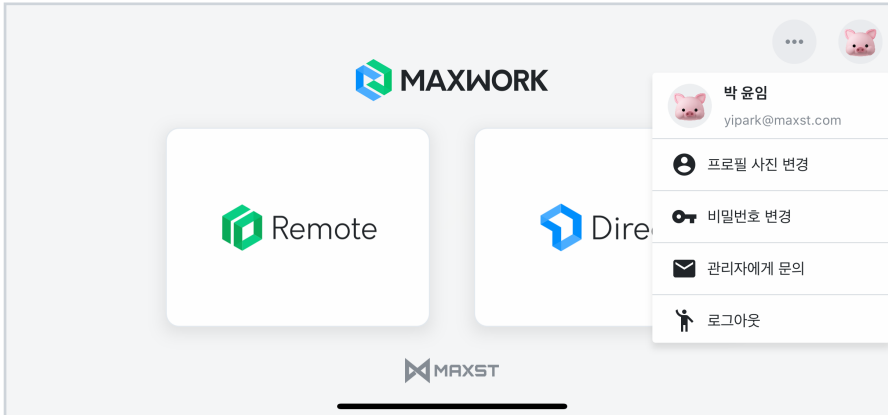 MAXWORK
박 윤임
yipark@maxst.com
프로필 사진 변경
비밀번호 변경
관리자에게 문의
로그아웃
Remote
Dire
MAXST